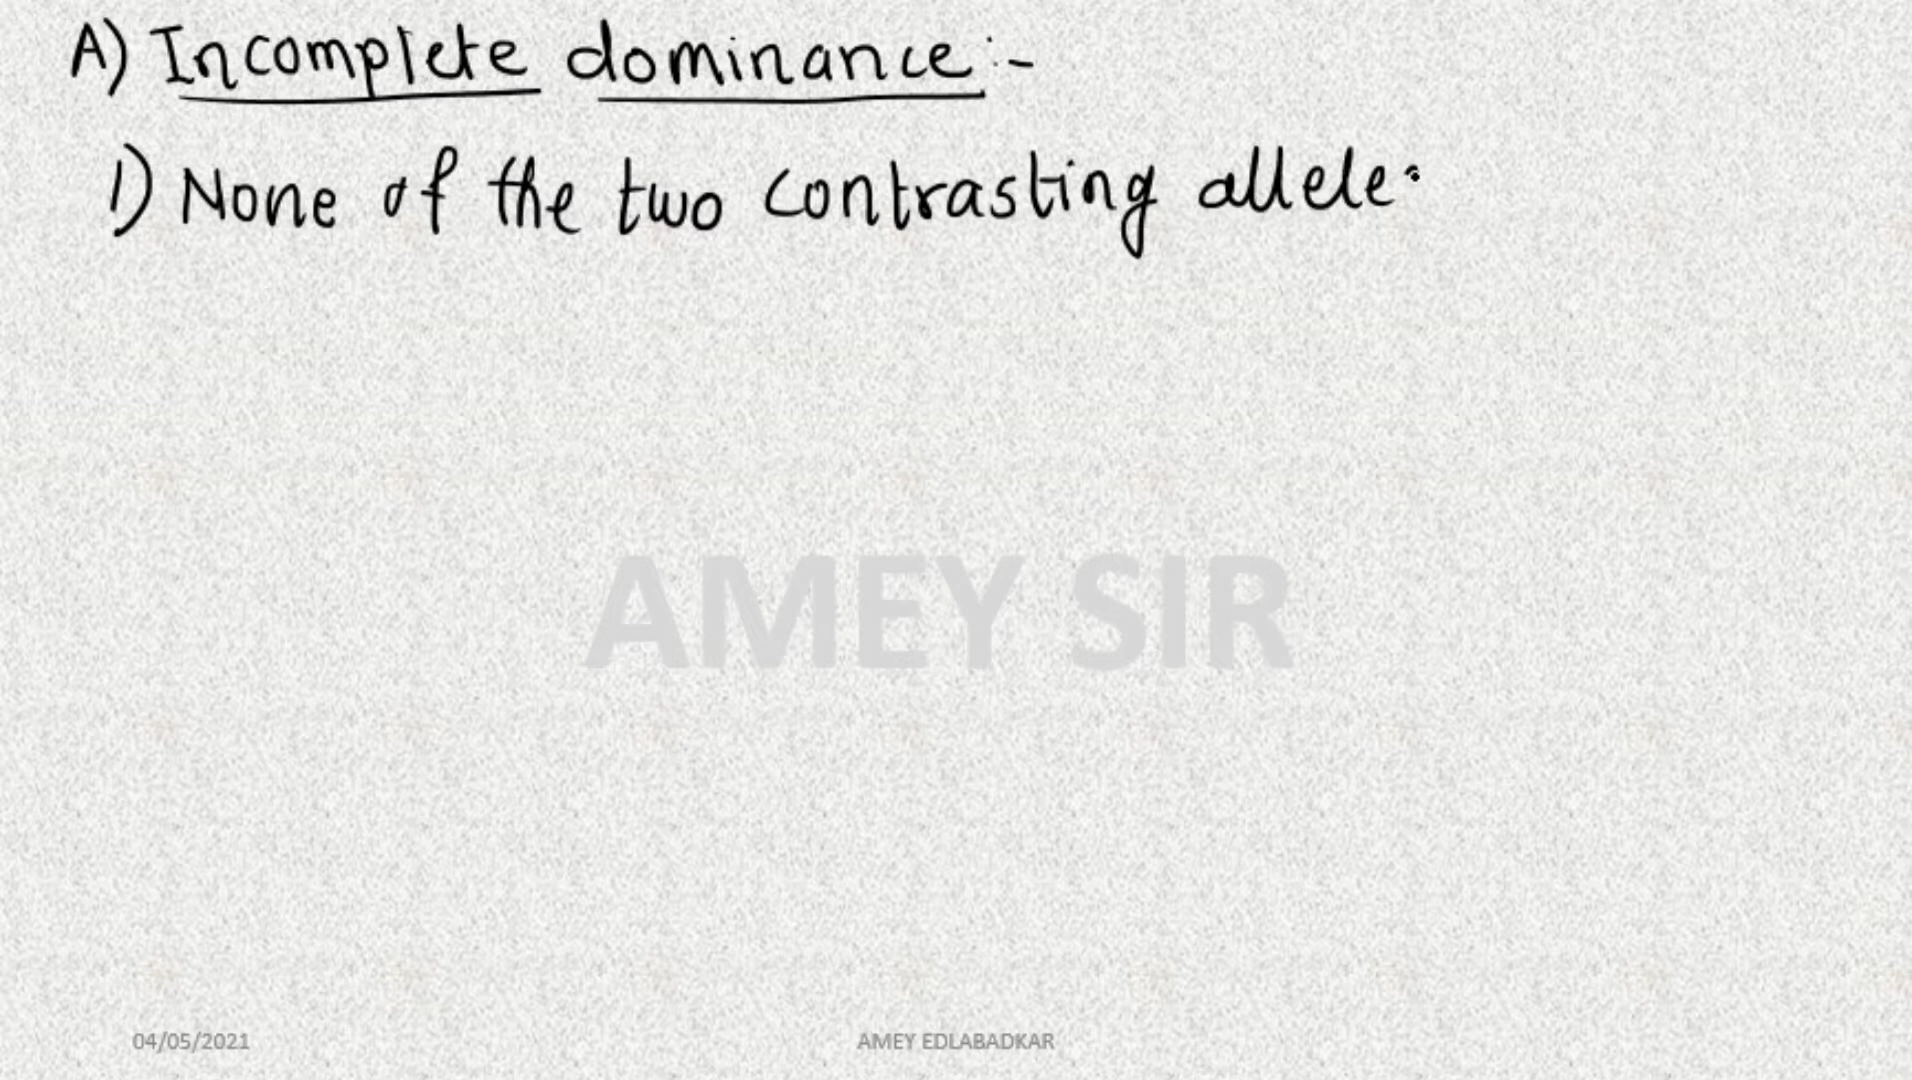 A) Incomplete dominance :-
1) None of the two contrasting allele
AMEY SIR
04/05/2021
AMEY EDLABADKAR